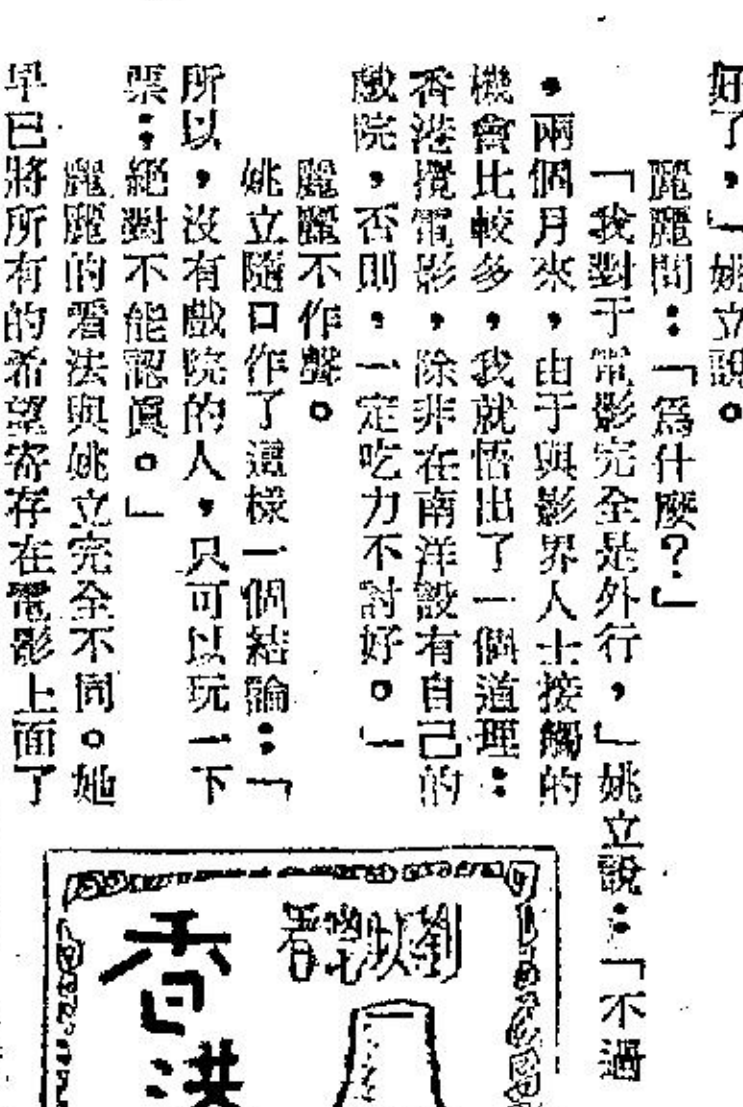 好了，」姚立說。
麗麗問：「爲什麼？」
「我對于電影完全是外行，」姚立說：「不過
，兩個月來，由于與影界人士接觸的
機會比較多，我就悟出了一個道理：
香港攪電影，除非在南洋設有自己的
戲院，否則，一定吃力不討好。」
麗麗不作聲。
姚立隨口作了這樣一個結論：「
所以，沒有戲院的人，只可以玩一下
票；絕對不能認眞。」
麗麗的看法與姚立完全不同。她
早已將所有的希望寄存在電影上面了
劉以鬯著
香港